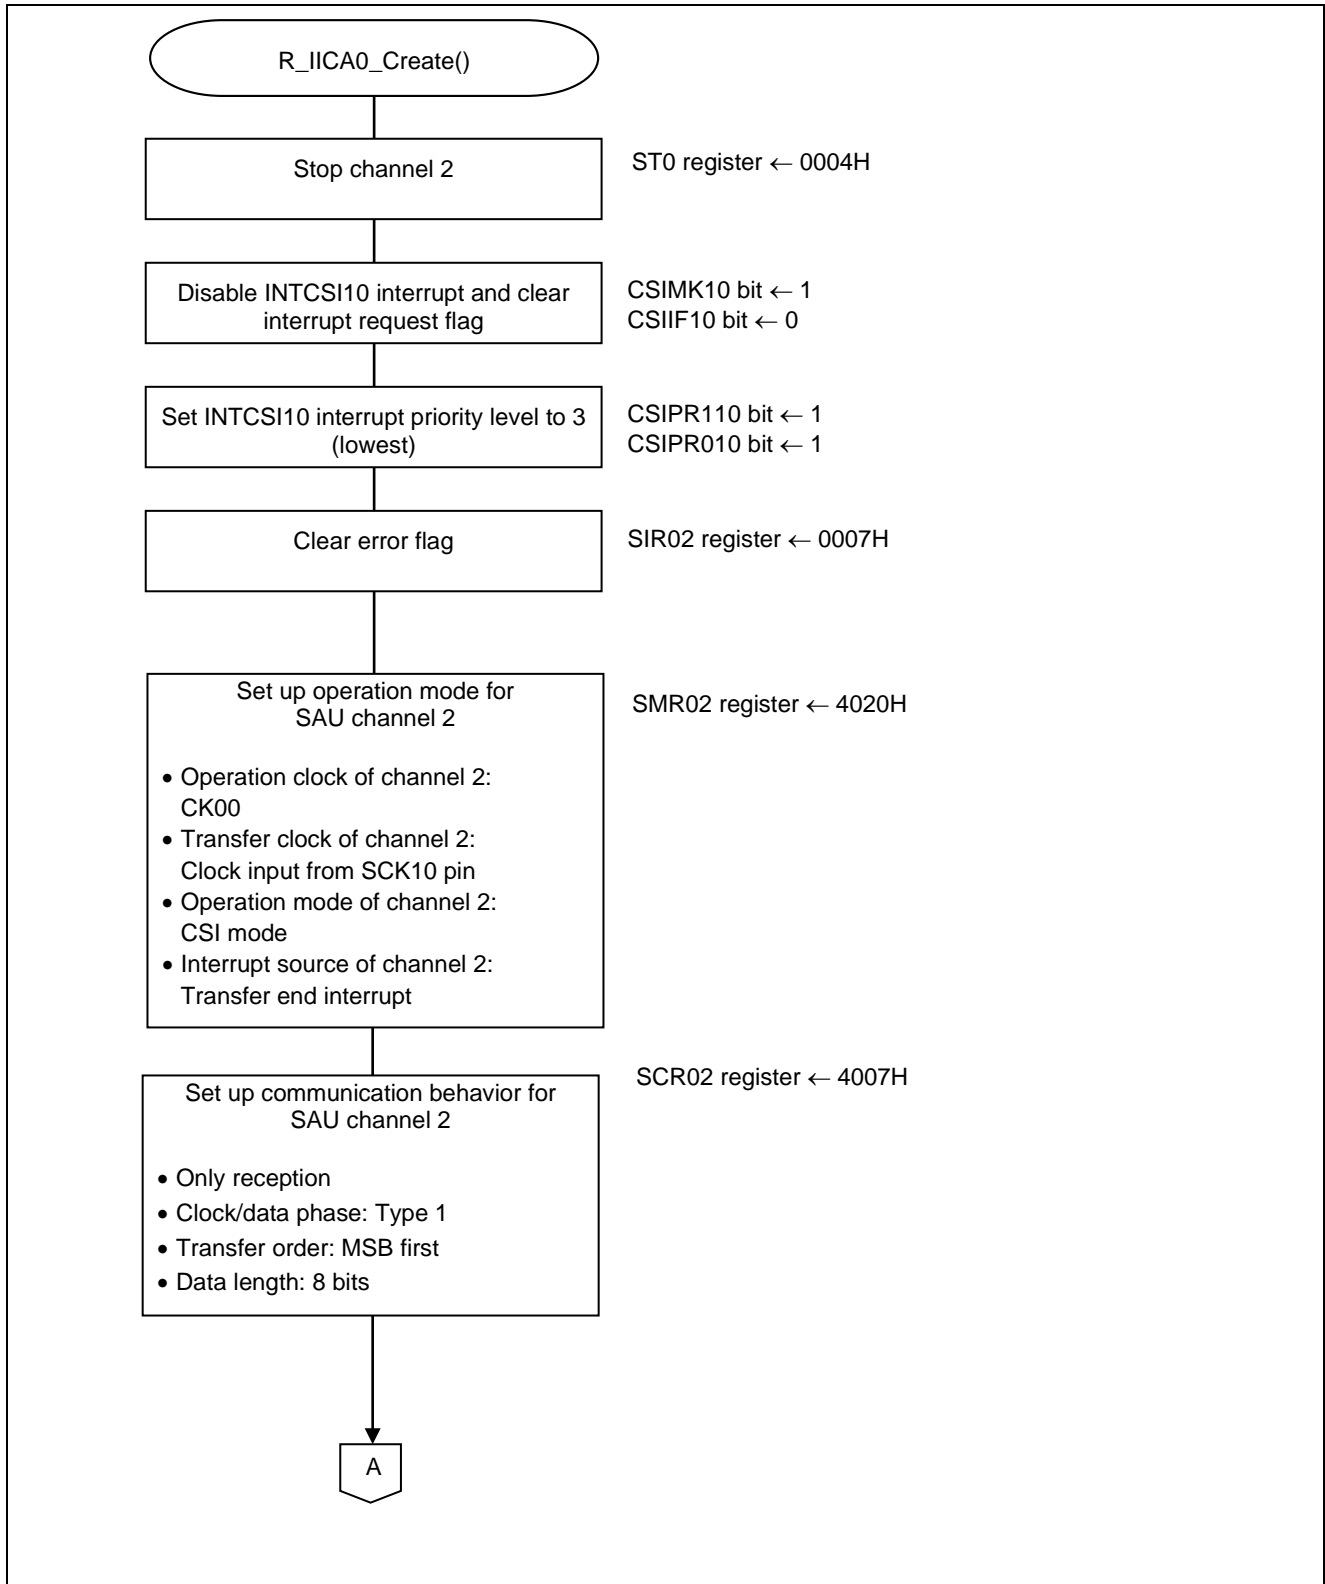 R_IICA0_Create()
Stop channel 2
ST0 register ← 0004H
Disable INTCSI10 interrupt and clear
interrupt request flag
CSIMK10 bit ← 1
CSIIF10 bit ← 0
Set INTCSI10 interrupt priority level to 3
(lowest)
CSIPR110 bit ← 1
CSIPR010 bit ← 1
Clear error flag
SIR02 register ← 0007H
Set up operation mode for
SAU channel 2
SMR02 register ← 4020H
• Operation clock of channel 2:
CK00
• Transfer clock of channel 2:
Clock input from SCK10 pin
• Operation mode of channel 2:
CSI mode
• Interrupt source of channel 2:
Transfer end interrupt
Set up communication behavior for
SAU channel 2
SCR02 register ← 4007H
• Only reception
• Clock/data phase: Type 1
• Transfer order: MSB first
• Data length: 8 bits
A